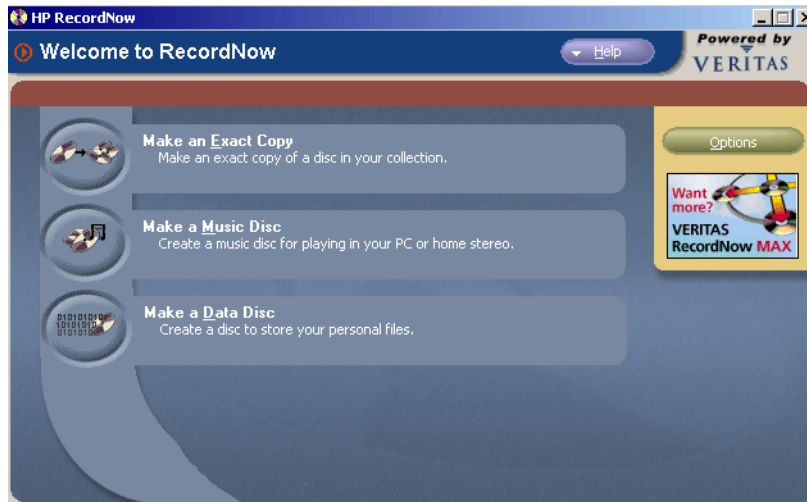 HP RecordNow
Welcome to RecordNow
Help
Powered by
VERITAS
Make an Exact Copy
Make an exact copy of a disc in your collection.
Options
Want
more?
VERITAS
RecordNow MAX
Make a Music Disc
Create a music disc for playing in your PC or home stereo.
Make a Data Disc
Create a disc to store your personal files.